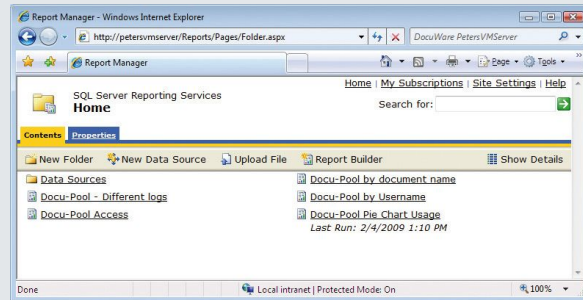 Report Manager - Windows Internet Explorer
http://petersvmserver/Reports/Pages/Folder.aspx
DocuWare PetersVMServer
Report Manager
Page
Tools
Home | My Subscriptions | Site Settings | Help
SQL Server Reporting Services
Home
Search for:
Contents
Properties
New Folder
New Data Source
Upload File
Report Builder
Show Details
Data Sources
Docu-Pool by document name
Docu-Pool - Different logs
Docu-Pool by Username
Docu-Pool Access
Docu-Pool Pie Chart Usage
Last Run: 2/4/2009 1:10 PM
Done
Local intranet | Protected Mode: On
100%